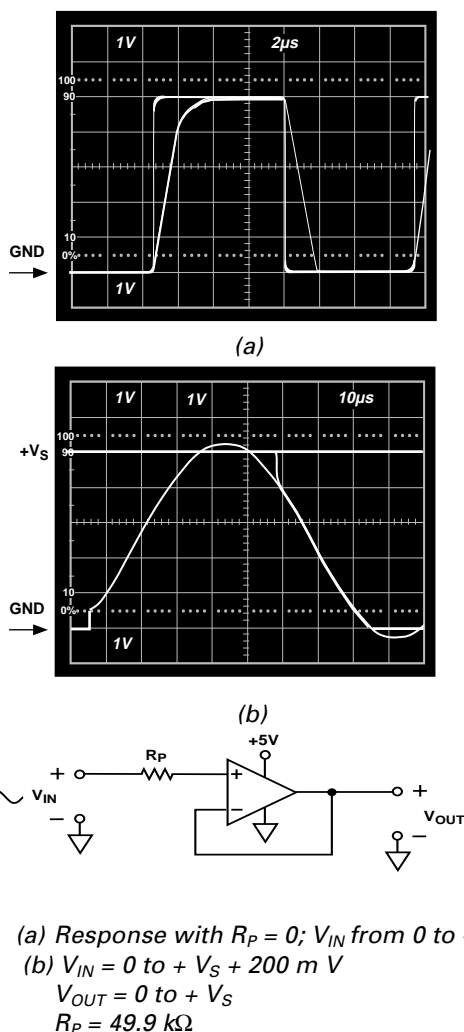 1V 2µs
100
90
10
GND 0%
1V
(a)
1V 1V 10µs
100
+VS 90
10
0%
GND
1V
(b)
+5V
RP
+ + +
VIN
– – –
VOUT
(a) Response with RP = 0; VIN from 0 to
(b) VIN = 0 to + VS + 200 m V
VOUT = 0 to + VS
RP = 49.9 kΩ